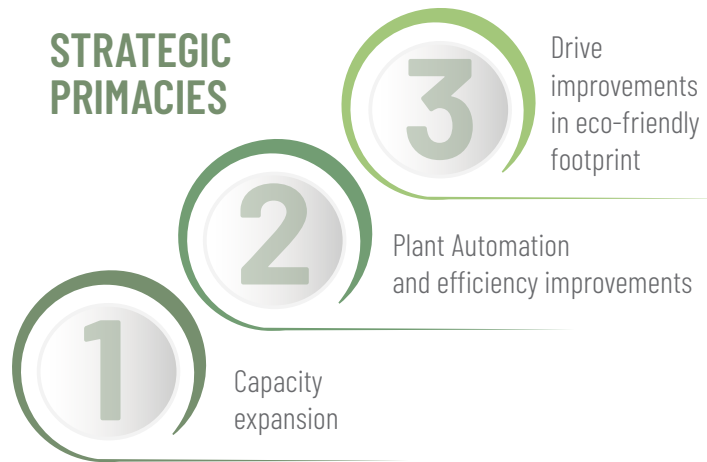 STRATEGIC
PRIMACIES
3
Drive
improvements
in eco-friendly
footprint
2
Plant Automation
and efficiency improvements
1
Capacity
expansion